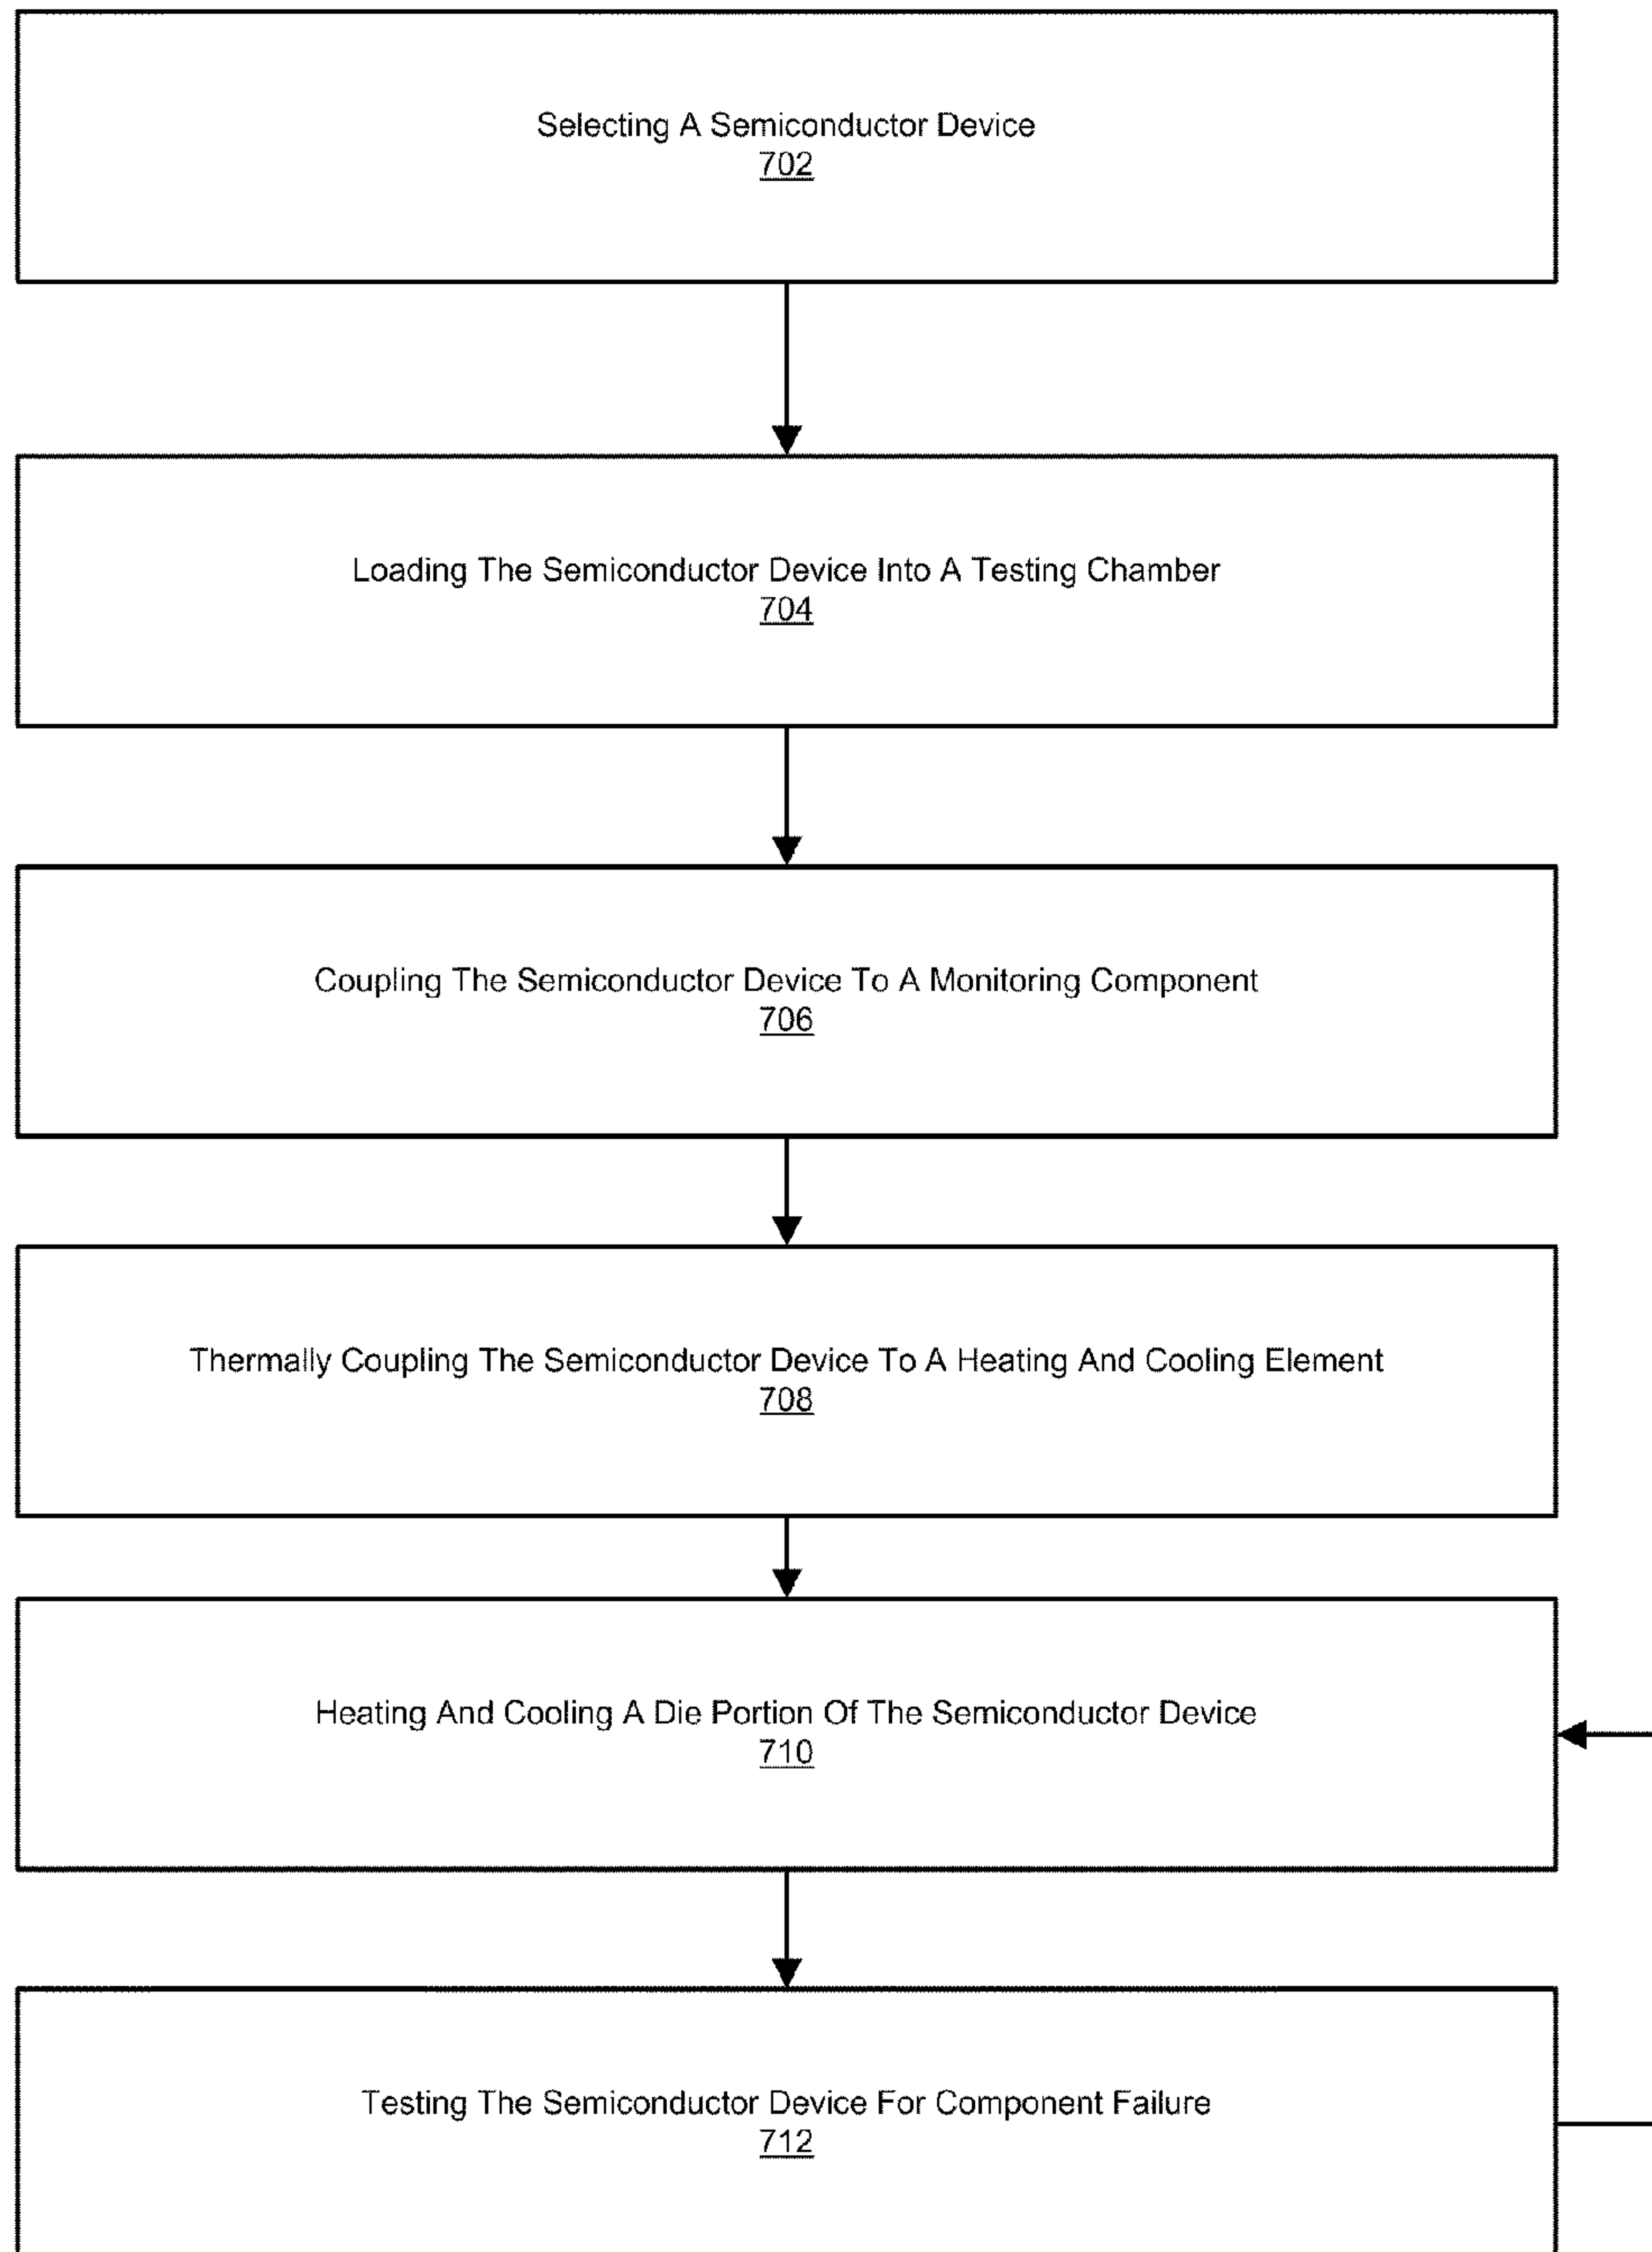 Selecting A Semiconductor Device
702
Loading The Semiconductor Device Into A Testing Chamber
704
Coupling The Semiconductor Device To A Monitoring Component
706
Thermally Coupling The Semiconductor Device To A Heating And Cooling Element
708
Heating And Cooling A Die Portion Of The Semiconductor Device
710
Testing The Semiconductor Device For Component Failure
712